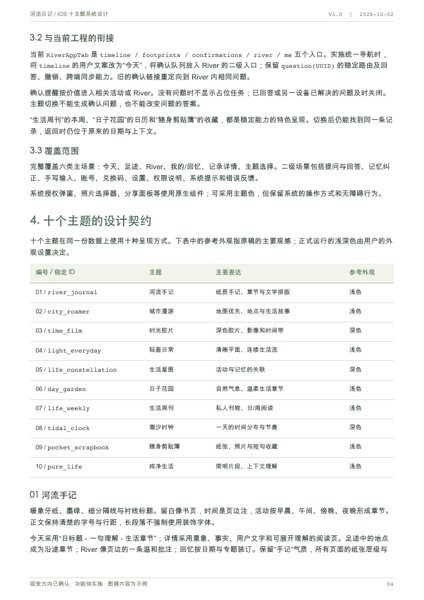 河流日记 / iOS 十主题系统设计
V1.0 | 2026-10-02
3.2 与当前工程的衔接
当前 RiverAppTab 是 timeline / footprints / confirmations / river / me 五个入口。实施统一导航时，
将 timeline 的用户文案改为“今天”，将确认队列放入 River 的二级入口；保留 question(UUID) 的稳定路由及回
答、撤销、跨端同步能力。旧的确认链接重定向到 River 内相同问题。
确认提醒按价值进入相关活动或 River。没有问题时不显示占位任务；已回答或另一设备已解决的问题及时关闭。
主题切换不能生成确认问题，也不能改变问题的答案。
“生活周刊”的本周、“日子花园”的日历和“随身剪贴簿”的收藏，都是稳定能力的特色呈现。切换后仍能找到同一条记
录，返回时仍位于原来的日期与上下文。
3.3 覆盖范围
完整覆盖六类主场景：今天、足迹、River、我的/回忆、记录详情、主题选择。二级场景包括提问与回答、记忆纠
正、手写输入、账号、兑换码、设置、权限说明、系统提示和错误反馈。
系统授权弹窗、照片选择器、分享面板等使用原生组件；可采用主题色，但保留系统的操作方式和无障碍行为。
4. 十个主题的设计契约
十个主题在同一份数据上使用十种呈现方式。下表中的参考外观指原稿的主要观感；正式运行的浅深色由用户的外
观设置决定。
编号 / 稳定 ID 主题 主要表达 参考外观
01 / river_journal 河流手记 纸质手记、章节与文学排版 浅色
02 / city_roamer 城市漫游 地图优先、地点与生活故事 浅色
03 / time_film 时光胶片 深色胶片、影像和时间带 深色
04 / light_everyday 轻盈日常 清晰平面、连续生活流 浅色
05 / life_constellation 生活星图 活动与记忆的关联 深色
06 / day_garden 日子花园 自然气息、温柔生活章节 浅色
07 / life_weekly 生活周刊 私人刊物、日/周阅读 浅色
08 / tidal_clock 潮汐时钟 一天的时间分布与节奏 深色
09 / pocket_scrapbook 随身剪贴簿 纸张、照片与短句收藏 浅色
10 / pure_life 纯净生活 简明片段、上下文理解 浅色
01 河流手记
暖象牙纸、墨绿、细分隔线与衬线标题。留白像书页，时间是页边注，活动按早晨、午间、傍晚、夜晚形成章节。
正文保持清楚的字号与行距，长段落不强制使用装饰字体。
今天采用“日标题 - 一句理解 - 生活章节”；详情采用景象、事实、用户文字和可展开理解的阅读页。足迹中的地点
成为沿途章节；River 像页边的一条温和批注；回忆按日期与专题装订。保留“手记”气质，所有页面的纸张层级与
视觉方向已确认 · 功能待实施 · 图稿内容为示例
04